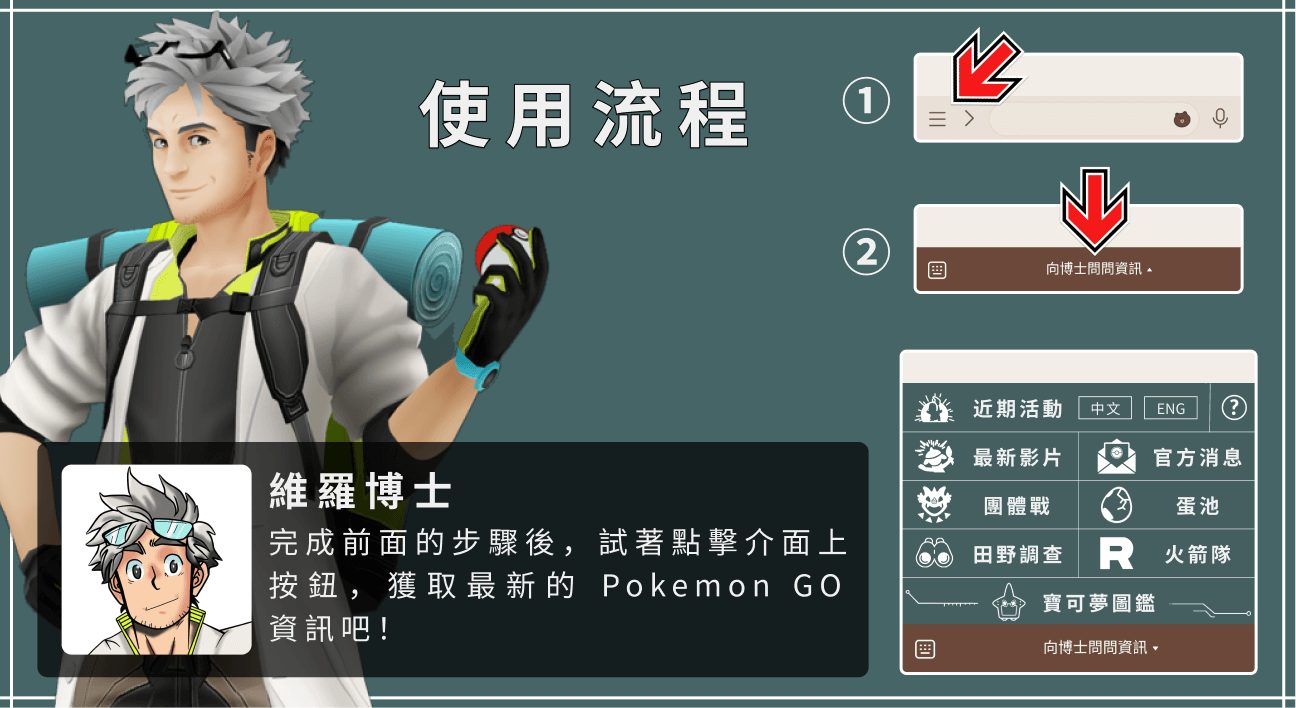 使用流程
1
2
向博士問問資訊
近期活動 中文 ENG ?
最新影片 官方消息
團體戰 蛋池
田野調查 R 火箭隊
寶可夢圖鑑
向博士問問資訊
維羅博士
完成前面的步驟後，試著點擊介面上
按鈕，獲取最新的 Pokemon GO
資訊吧！